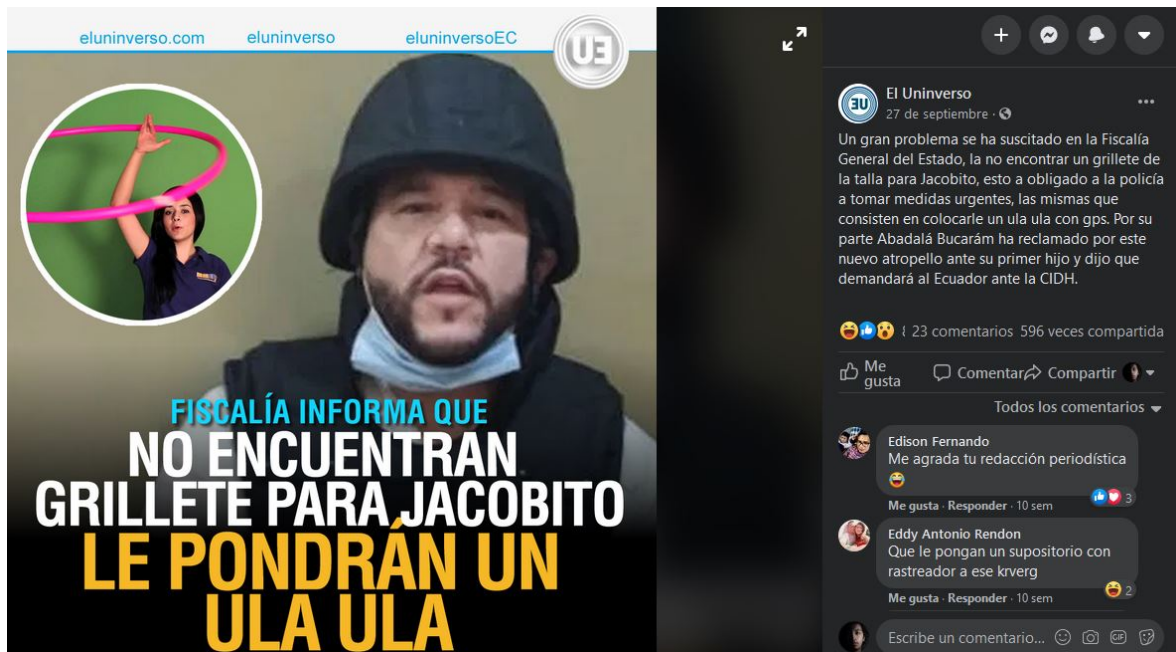 eluninverso.com eluninverso eluninversoEC
UE
FISCALÍA INFORMA QUE
NO ENCUENTRAN
GRILLETE PARA JACOBITO
LE PONDRÁN UN
ULA ULA
El Uninverso
27 de septiembre ·
Un gran problema se ha suscitado en la Fiscalía
General del Estado, la no encontrar un grillete de
la talla para Jacobito, esto a obligado a la policía
a tomar medidas urgentes, las mismas que
consisten en colocarle un ula ula con gps. Por su
parte Abadalá Bucarám ha reclamado por este
nuevo atropello ante su primer hijo y dijo que
demandará al Ecuador ante la CIDH.
23 comentarios 596 veces compartida
Me
gusta
Comentar Compartir
Todos los comentarios
Edison Fernando
Me agrada tu redacción periodística
3
Me gusta · Responder · 10 sem
Eddy Antonio Rendon
Que le pongan un supositorio con
rastreador a ese krverg
2
Me gusta · Responder · 10 sem
Escribe un comentario... GIF